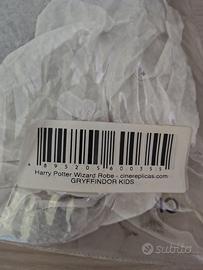 4 895205 600355
Harry Potter Wizard Robe - cinereplicas.com
GRYFFINDOR KIDS
subito